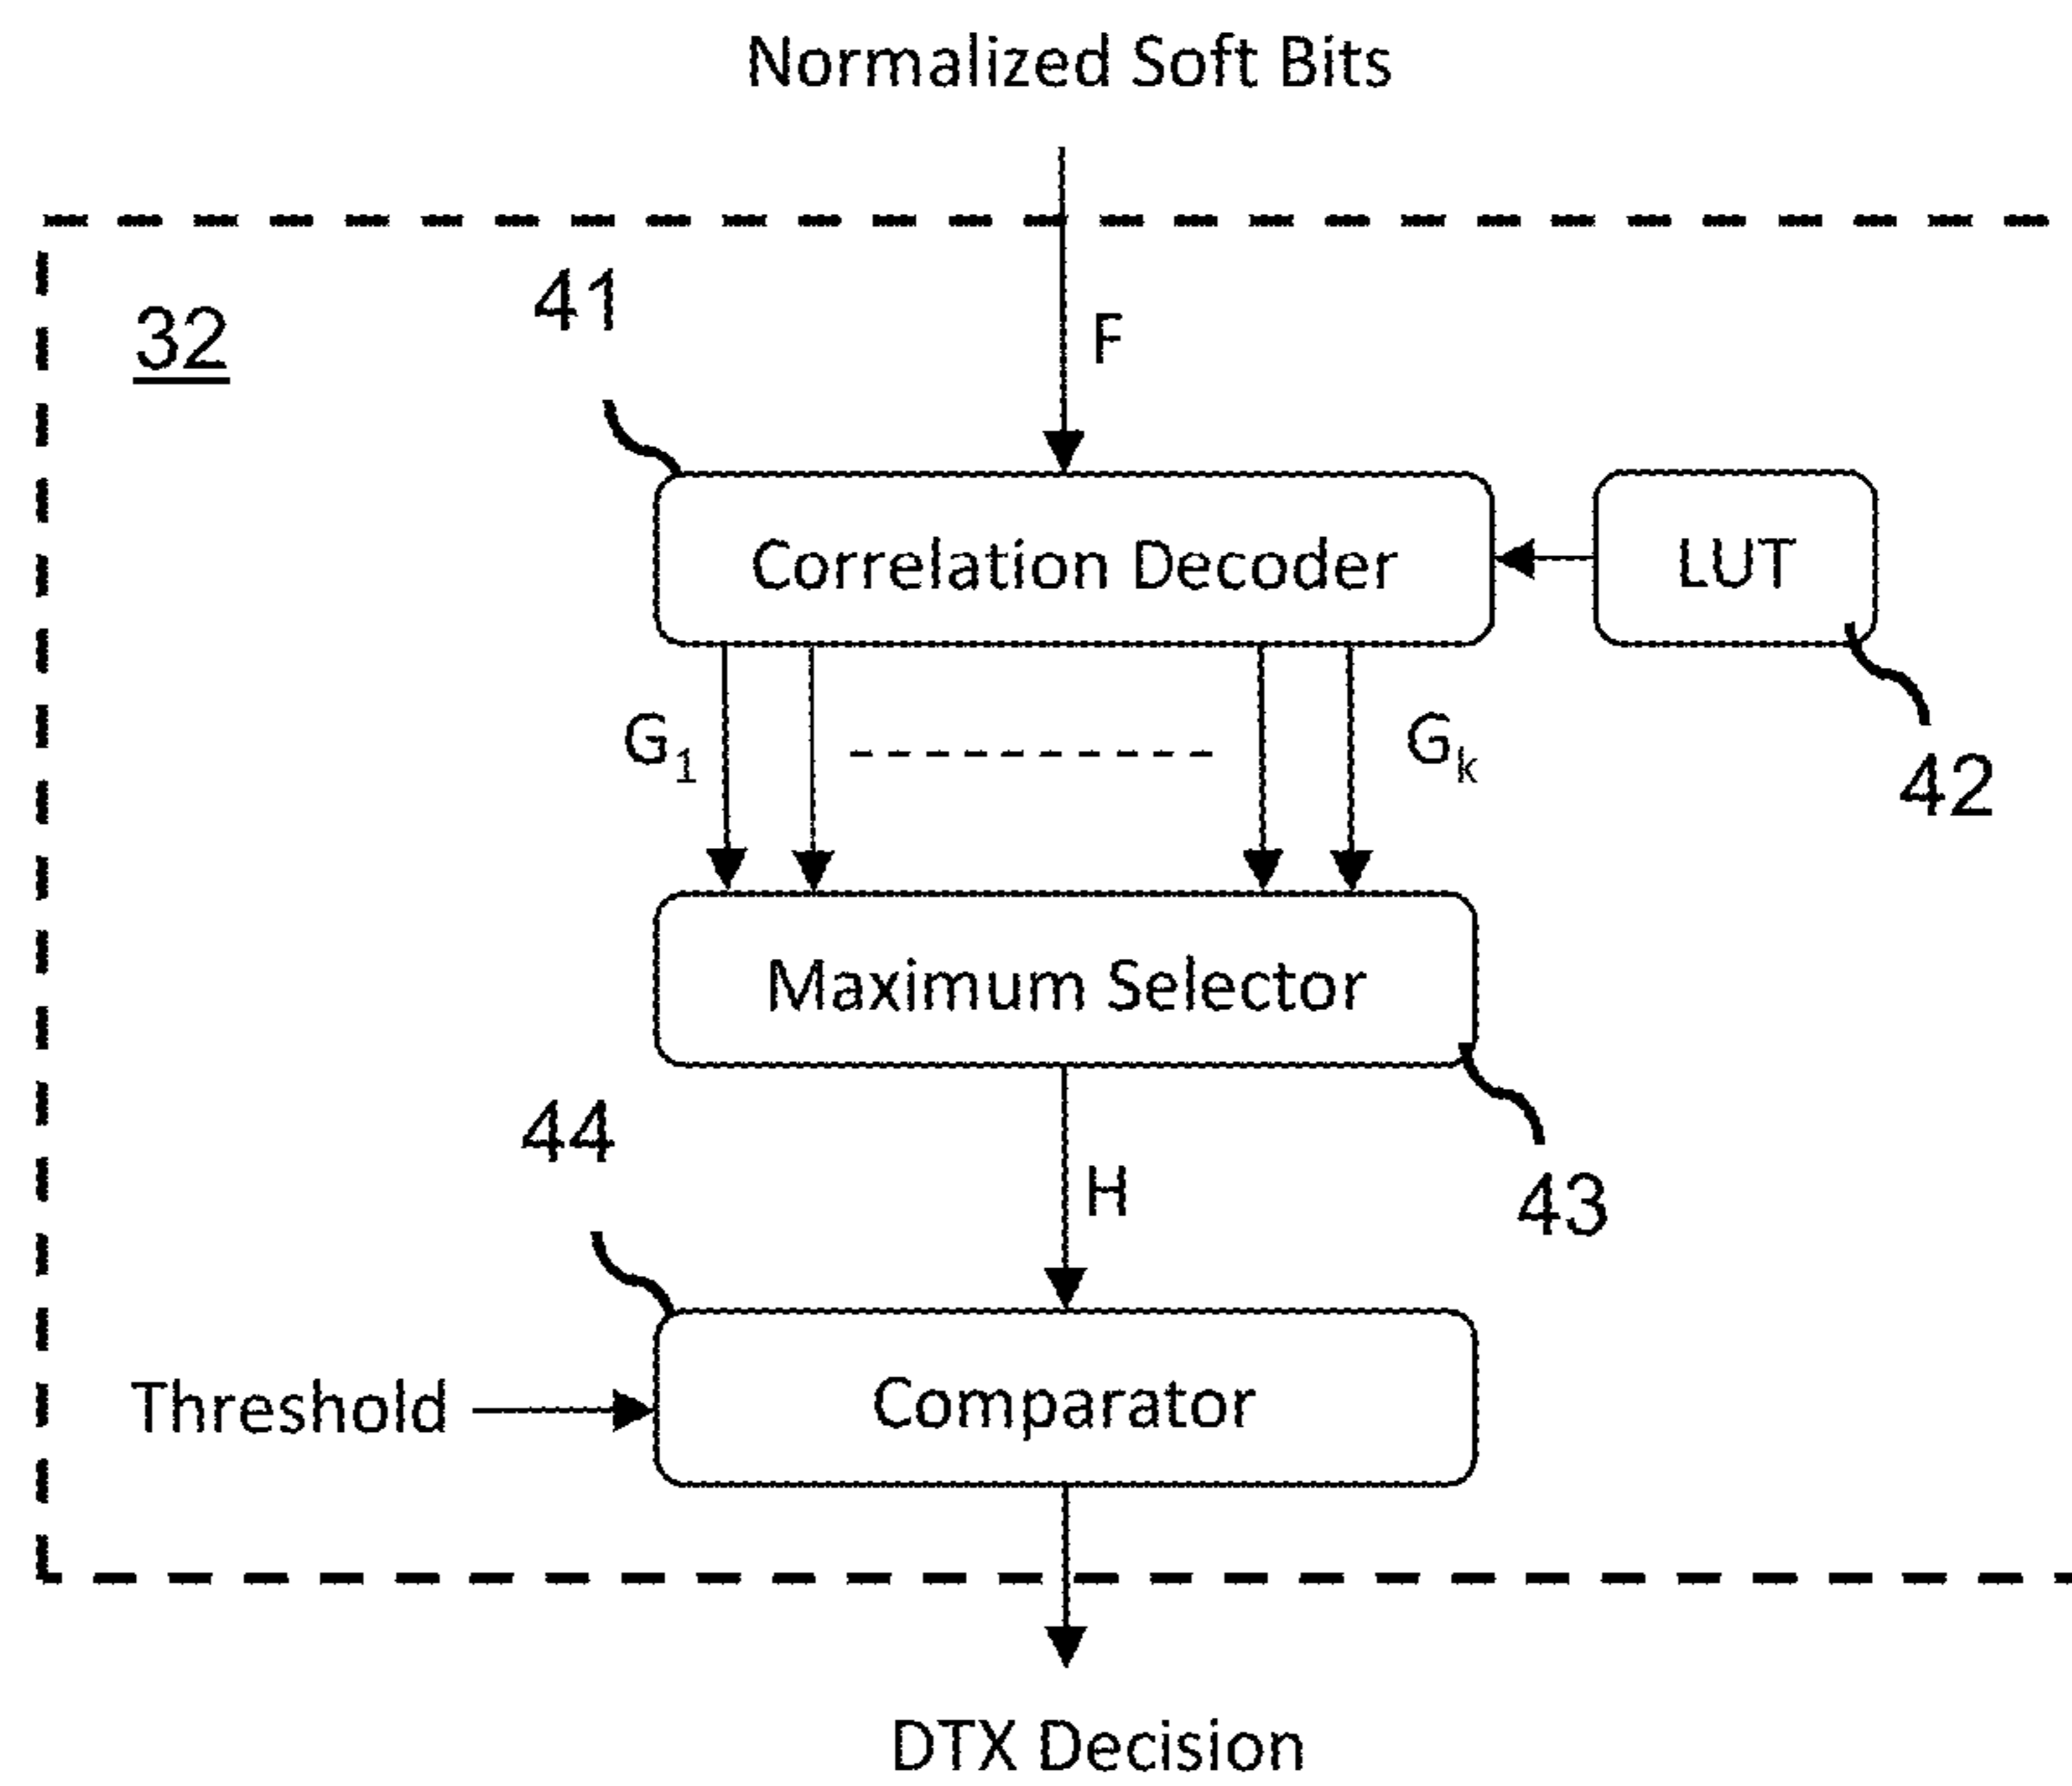 Normalized Soft Bits
41
32
F
Correlation Decoder
LUT
G1
Gk
42
Maximum Selector
44
H
43
Threshold
Comparator
DTX Decision